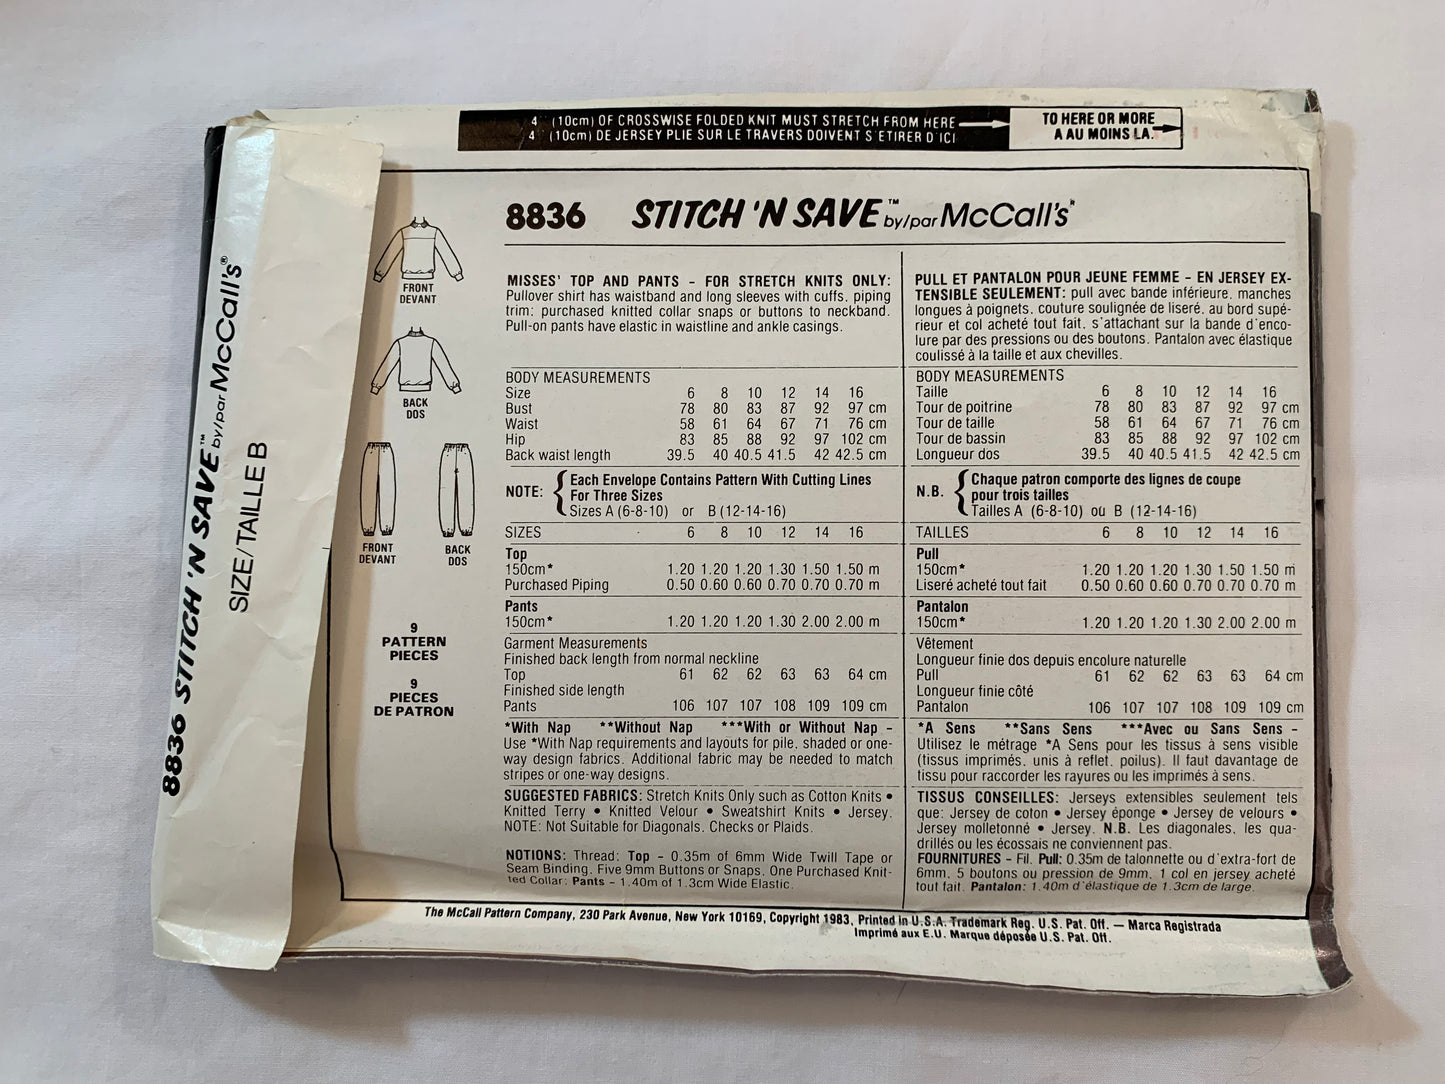 4" (10cm) OF CROSSWISE FOLDED KNIT MUST STRETCH FROM HERE
4" (10cm) DE JERSEY PLIE SUR LE TRAVERS DOIVENT S'ETIRER D'ICI
TO HERE OR MORE
A AU MOINS LA.
8836 STITCH 'N SAVE™ by/par McCall's®
SIZE/TAILLE B
FRONT
DEVANT
BACK
DOS
FRONT
DEVANT
BACK
DOS
9
PATTERN
PIECES
9
PIECES
DE PATRON
8836 STITCH 'N SAVE™ by/par McCall's®
MISSES' TOP AND PANTS - FOR STRETCH KNITS ONLY:
Pullover shirt has waistband and long sleeves with cuffs, piping
trim; purchased knitted collar snaps or buttons to neckband.
Pull-on pants have elastic in waistline and ankle casings.
BODY MEASUREMENTS
Size 6 8 10 12 14 16
Bust 78 80 83 87 92 97 cm
Waist 58 61 64 67 71 76 cm
Hip 83 85 88 92 97 102 cm
Back waist length 39.5 40 40.5 41.5 42 42.5 cm
NOTE: { Each Envelope Contains Pattern With Cutting Lines
For Three Sizes
Sizes A (6-8-10) or B (12-14-16)
SIZES 6 8 10 12 14 16
Top
150cm* 1.20 1.20 1.20 1.30 1.50 1.50 m
Purchased Piping 0.50 0.60 0.60 0.70 0.70 0.70 m
Pants
150cm* 1.20 1.20 1.20 1.30 2.00 2.00 m
Garment Measurements
Finished back length from normal neckline
Top 61 62 62 63 63 64 cm
Finished side length
Pants 106 107 107 108 109 109 cm
*With Nap **Without Nap ***With or Without Nap -
Use *With Nap requirements and layouts for pile, shaded or one-
way design fabrics. Additional fabric may be needed to match
stripes or one-way designs.
SUGGESTED FABRICS: Stretch Knits Only such as Cotton Knits •
Knitted Terry • Knitted Velour • Sweatshirt Knits • Jersey.
NOTE: Not Suitable for Diagonals, Checks or Plaids.
NOTIONS: Thread: Top - 0.35m of 6mm Wide Twill Tape or
Seam Binding, Five 9mm Buttons or Snaps, One Purchased Knit-
ted Collar: Pants - 1.40m of 1.3cm Wide Elastic.
PULL ET PANTALON POUR JEUNE FEMME - EN JERSEY EX-
TENSIBLE SEULEMENT: pull avec bande inférieure, manches
longues à poignets, couture soulignée de liseré, au bord supé-
rieur et col acheté tout fait, s'attachant sur la bande d'enco-
lure par des pressions ou des boutons. Pantalon avec élastique
coulissé à la taille et aux chevilles.
BODY MEASUREMENTS
Taille 6 8 10 12 14 16
Tour de poitrine 78 80 83 87 92 97 cm
Tour de taille 58 61 64 67 71 76 cm
Tour de bassin 83 85 88 92 97 102 cm
Longueur dos 39.5 40 40.5 41.5 42 42.5 cm
N.B. { Chaque patron comporte des lignes de coupe
pour trois tailles
Tailles A (6-8-10) ou B (12-14-16)
TAILLES 6 8 10 12 14 16
Pull
150cm* 1.20 1.20 1.20 1.30 1.50 1.50 m
Liseré acheté tout fait 0.50 0.60 0.60 0.70 0.70 0.70 m
Pantalon
150cm* 1.20 1.20 1.20 1.30 2.00 2.00 m
Vêtement
Longueur finie dos depuis encolure naturelle
Pull 61 62 62 63 63 64 cm
Longueur finie côté
Pantalon 106 107 107 108 109 109 cm
*A Sens **Sans Sens ***Avec ou Sans Sens -
Utilisez le métrage *A Sens pour les tissus à sens visible
(tissus imprimés, unis à reflet, poilus). Il faut davantage de
tissu pour raccorder les rayures ou les imprimés à sens.
TISSUS CONSEILLES: Jerseys extensibles seulement tels
que: Jersey de coton • Jersey éponge • Jersey de velours •
Jersey molletonné • Jersey. N.B. Les diagonales, les qua-
drillés ou les écossais ne conviennent pas.
FOURNITURES - Fil. Pull: 0.35m de talonnette ou d'extra-fort de
6mm, 5 boutons ou pression de 9mm, 1 col en jersey acheté
tout fait. Pantalon: 1.40m d'élastique de 1.3cm de large.
The McCall Pattern Company, 230 Park Avenue, New York 10169, Copyright 1983, Printed in U.S.A. Trademark Reg. U.S. Pat. Off. — Marca Registrada
Imprimé aux E.U. Marque déposée U.S. Pat. Off.